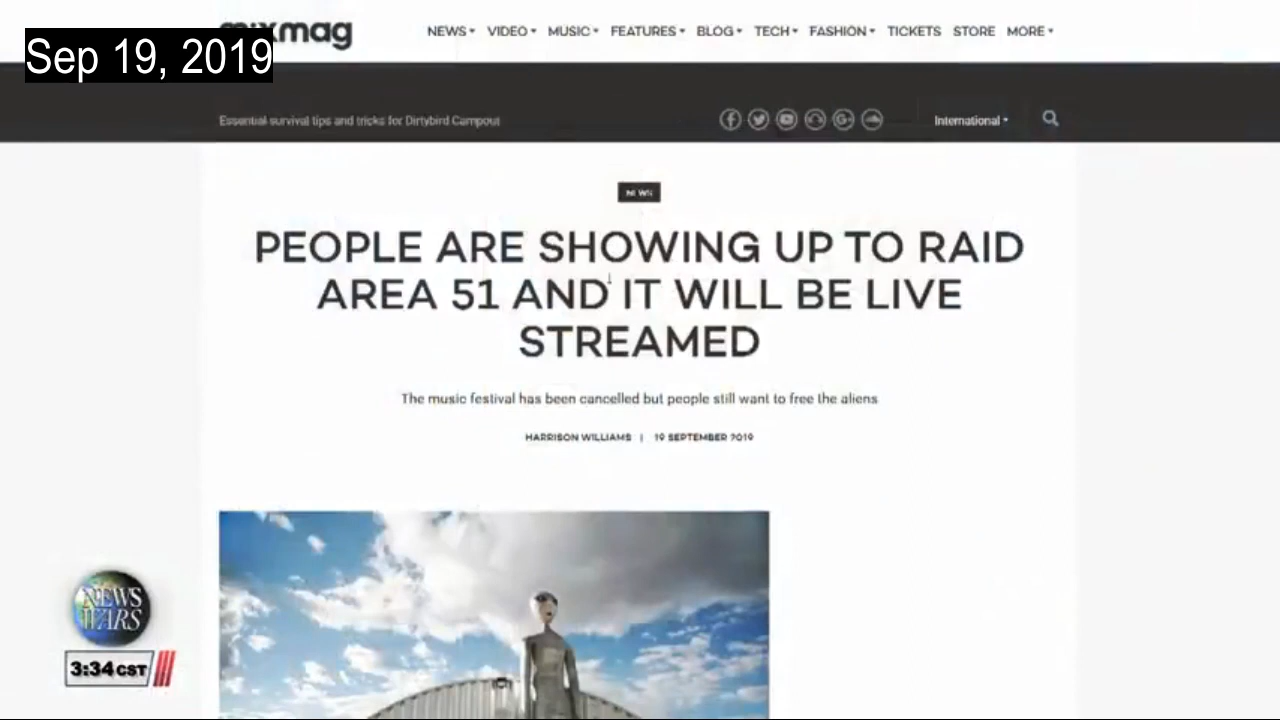 mixmag
NEWS VIDEO MUSIC FEATURES BLOG TECH FASHION TICKETS STORE MORE
Sep 19, 2019
Essential survival tips and tricks for Dirtybird Campout
International
NEWS
PEOPLE ARE SHOWING UP TO RAID
AREA 51 AND IT WILL BE LIVE
STREAMED
The music festival has been cancelled but people still want to free the aliens
HARRISON WILLIAMS | 19 SEPTEMBER 2019
NEWS
WARS
3:34 CST